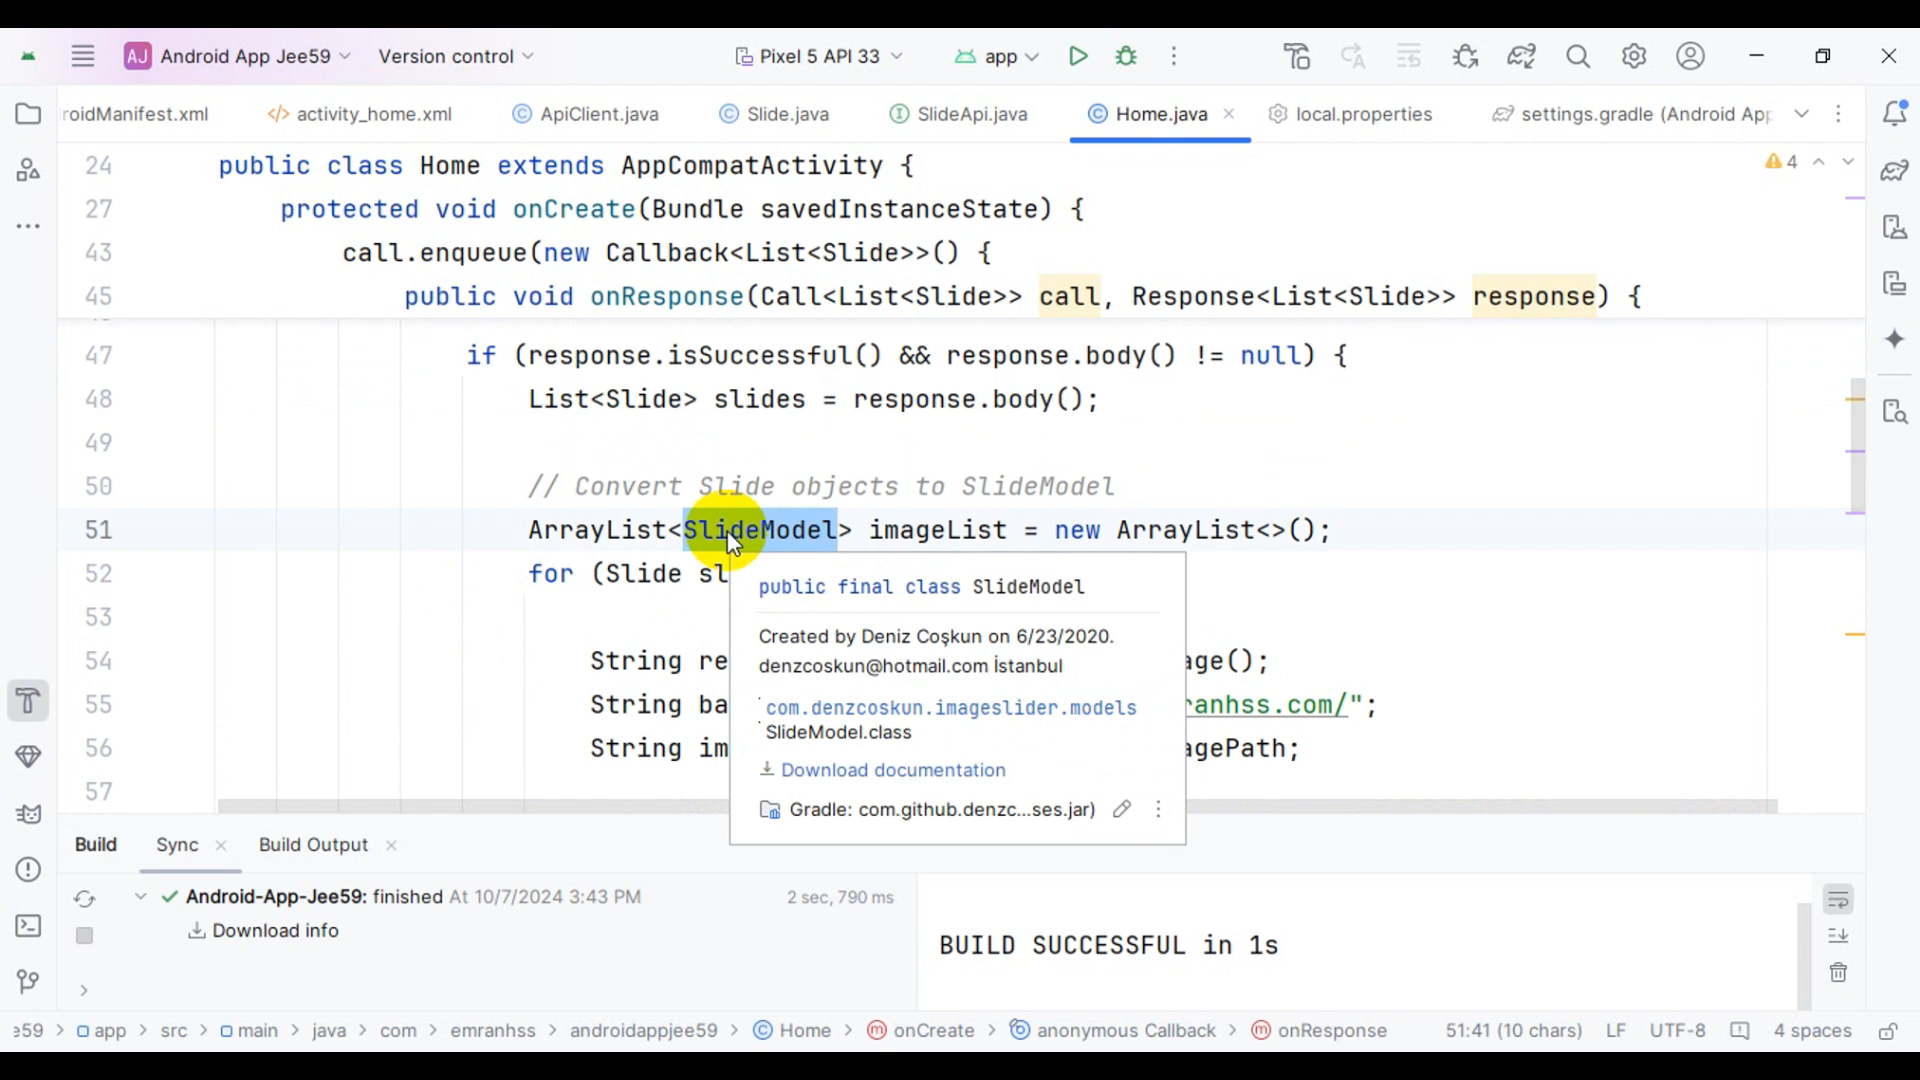 AJ Android App Jee59 Version control Pixel 5 API 33 app
roidManifest.xml activity_home.xml ApiClient.java Slide.java SlideApi.java Home.java local.properties settings.gradle (Android App
24 public class Home extends AppCompatActivity { 4
27 protected void onCreate(Bundle savedInstanceState) {
43 call.enqueue(new Callback<List<Slide>>() {
45 public void onResponse(Call<List<Slide>> call, Response<List<Slide>> response) {
47 if (response.isSuccessful() && response.body() != null) {
48 List<Slide> slides = response.body();
49
50 // Convert Slide objects to SlideModel
51 ArrayList<SlideModel> imageList = new ArrayList<>();
52 for (Slide sl
public final class SlideModel
53
Created by Deniz Coşkun on 6/23/2020.
54 String re age();
denzcoskun@hotmail.com İstanbul
55 String ba ranhss.com/";
com.denzcoskun.imageslider.models
SlideModel.class
56 String im agePath;
Download documentation
57
Gradle: com.github.denzc...ses.jar)
Build Sync Build Output
Android-App-Jee59: finished At 10/7/2024 3:43 PM 2 sec, 790 ms
Download info
BUILD SUCCESSFUL in 1s
e59 > app > src > main > java > com > emranhss > androidappjee59 > Home > onCreate > anonymous Callback > onResponse 51:41 (10 chars) LF UTF-8 4 spaces